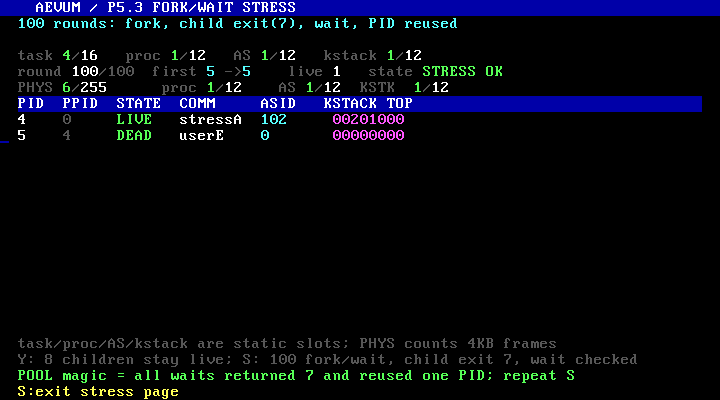 AEVUM / P5.3 FORK/WAIT STRESS
100 rounds: fork, child exit(7), wait, PID reused
task 4/16 proc 1/12 AS 1/12 kstack 1/12
round 100/100 first 5 ->5 live 1 state STRESS OK
PHYS 6/255 proc 1/12 AS 1/12 KSTK 1/12
PID PPID STATE COMM ASID KSTACK TOP
4 0 LIVE stressA 102 00201000
5 4 DEAD userE 0 00000000
task/proc/AS/kstack are static slots; PHYS counts 4KB frames
Y: 8 children stay live; S: 100 fork/wait, child exit 7, wait checked
POOL magic = all waits returned 7 and reused one PID; repeat S
S:exit stress page